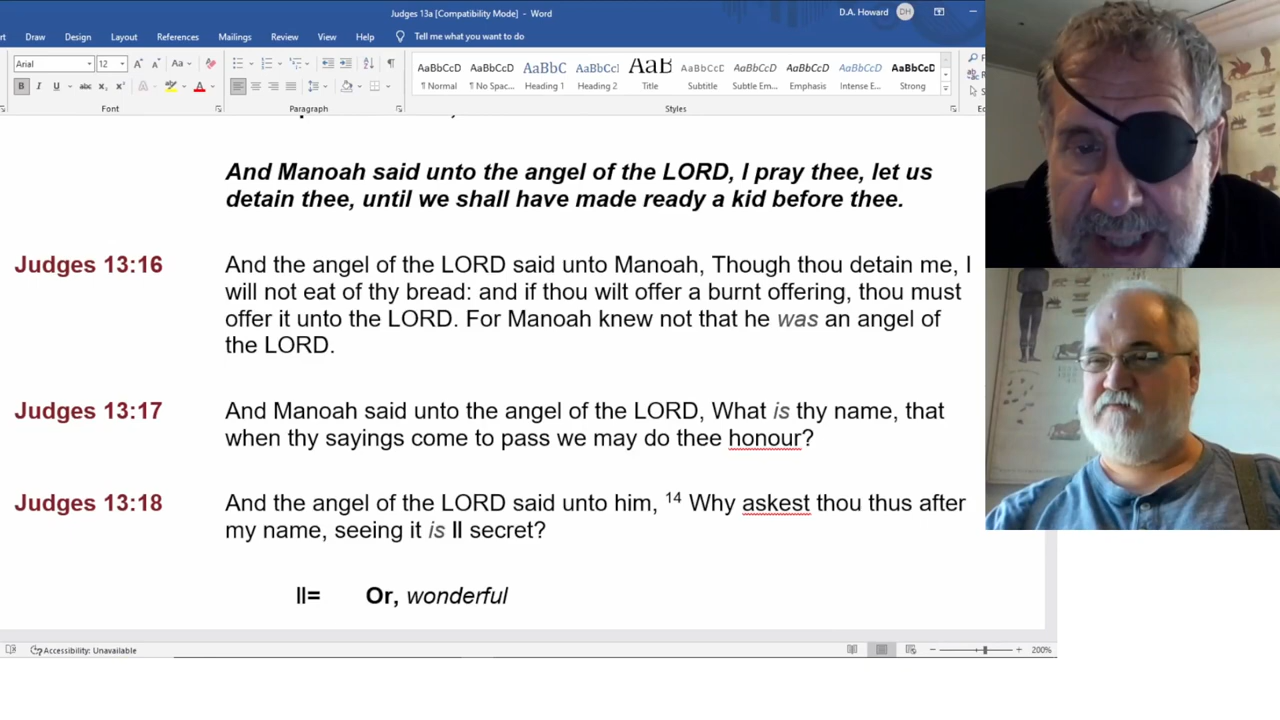 Judges 13a [Compatibility Mode] - Word
D.A. Howard
DH
Draw Design Layout References Mailings Review View Help Tell me what you want to do
Arial 12 Aa
B I U abc x₂ x² A A
AaBbCcD AaBbCcD AaBbC AaBbCcl AaB AaBbCcD AaBbCcD AaBbCcD AaBbCcD AaBbCcD
¶ Normal ¶ No Spac... Heading 1 Heading 2 Title Subtitle Subtle Em... Emphasis Intense E... Strong
Font Paragraph Styles
And Manoah said unto the angel of the LORD, I pray thee, let us
detain thee, until we shall have made ready a kid before thee.
Judges 13:16 And the angel of the LORD said unto Manoah, Though thou detain me, I
will not eat of thy bread: and if thou wilt offer a burnt offering, thou must
offer it unto the LORD. For Manoah knew not that he was an angel of
the LORD.
Judges 13:17 And Manoah said unto the angel of the LORD, What is thy name, that
when thy sayings come to pass we may do thee honour?
Judges 13:18 And the angel of the LORD said unto him, 14 Why askest thou thus after
my name, seeing it is II secret?
II= Or, wonderful
Accessibility: Unavailable
200%